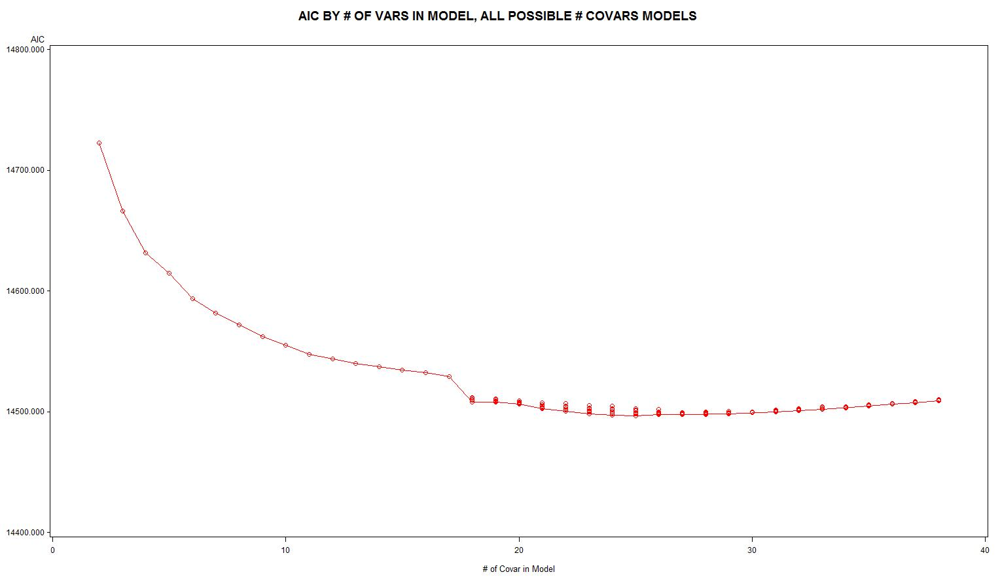 AIC BY # OF VARS IN MODEL, ALL POSSIBLE # COVARS MODELS
AIC
14800.000
14700.000
14600.000
14500.000
14400.000
0 10 20 30 40
# of Covar in Model